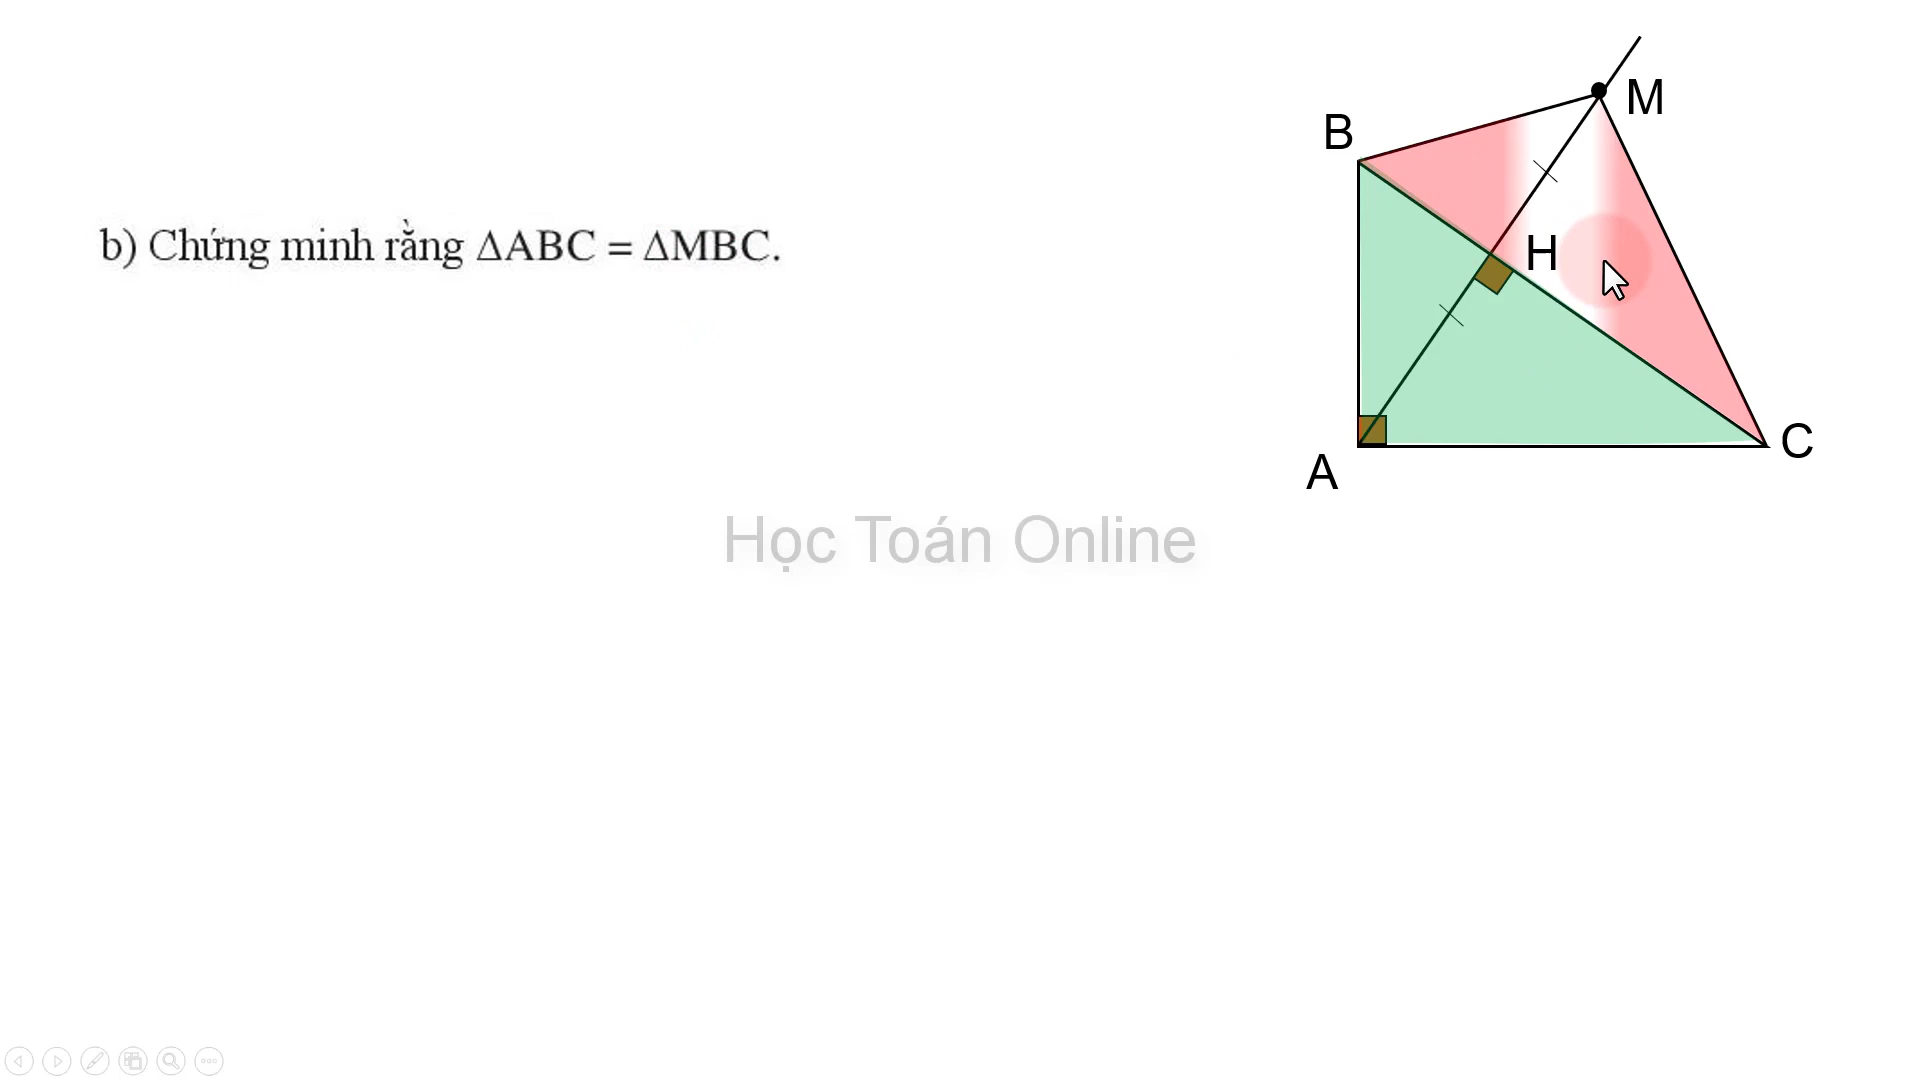 M
B
b) Chứng minh rằng ΔABC = ΔMBC.
H
C
A
Học Toán Online